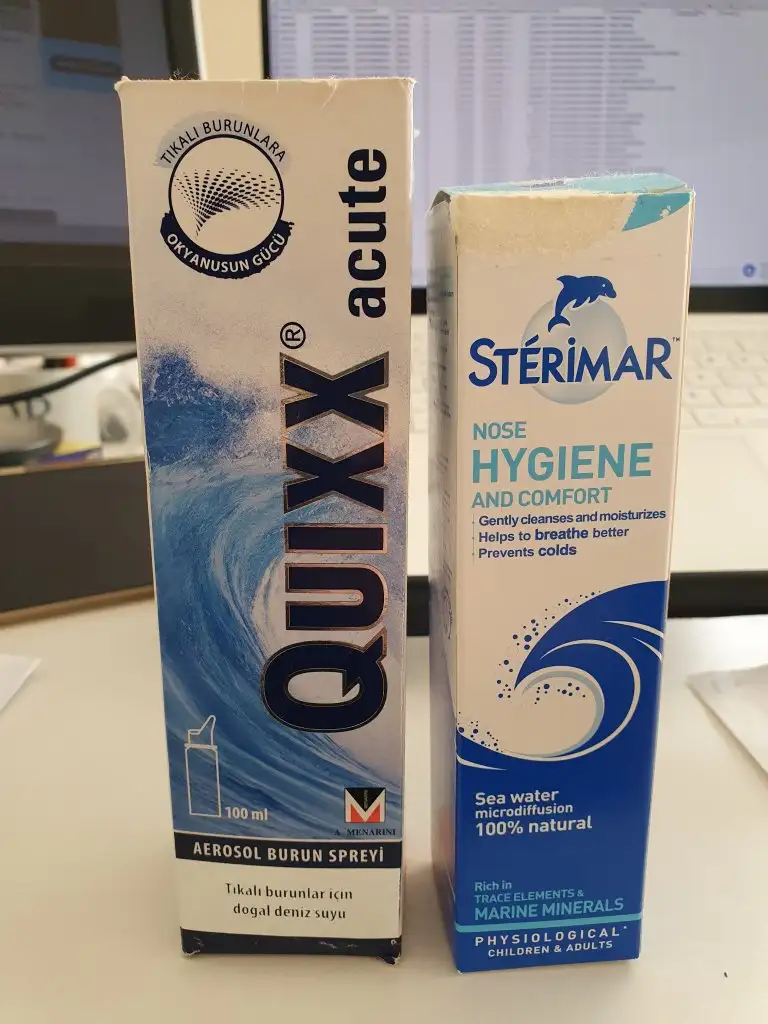 TIKALI BURUNLARA
OKYANUSUN GÜCÜ
QUIXX® acute
100 ml
A. MENARINI
AEROSOL BURUN SPREYİ
Tıkalı burunlar için
doğal deniz suyu
STÉRIMAR™
NOSE
HYGIENE
AND COMFORT
Gently cleanses and moisturizes
Helps to breathe better
Prevents colds
Sea water
microdiffusion
100% natural
Rich in
TRACE ELEMENTS &
MARINE MINERALS
PHYSIOLOGICAL*
CHILDREN & ADULTS